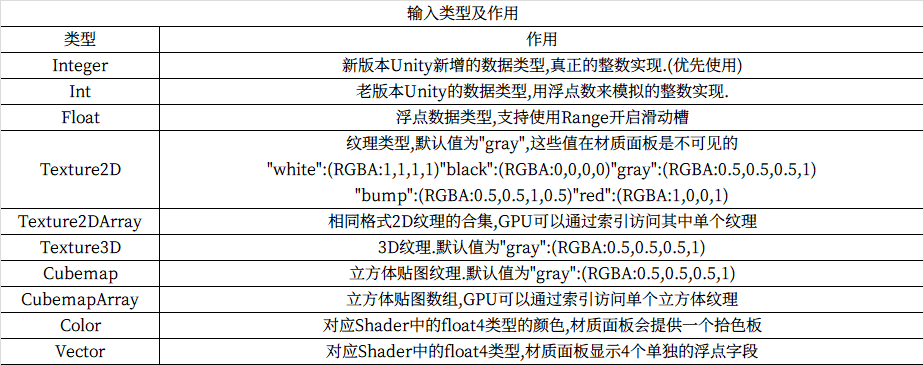 输入类型及作用
类型 作用
Integer 新版本Unity新增的数据类型,真正的整数实现.(优先使用)
Int 老版本Unity的数据类型,用浮点数来模拟的整数实现.
Float 浮点数据类型,支持使用Range开启滑动槽
Texture2D 纹理类型,默认值为"gray",这些值在材质面板是不可见的
"white":(RGBA:1,1,1,1)"black":(RGBA:0,0,0,0)"gray":(RGBA:0.5,0.5,0.5,1)
"bump":(RGBA:0.5,0.5,1,0.5)"red":(RGBA:1,0,0,1)
Texture2DArray 相同格式2D纹理的合集,GPU可以通过索引访问其中单个纹理
Texture3D 3D纹理.默认值为"gray":(RGBA:0.5,0.5,0.5,1)
Cubemap 立方体贴图纹理.默认值为"gray":(RGBA:0.5,0.5,0.5,1)
CubemapArray 立方体贴图数组,GPU可以通过索引访问单个立方体纹理
Color 对应Shader中的float4类型的颜色,材质面板会提供一个拾色板
Vector 对应Shader中的float4类型,材质面板显示4个单独的浮点字段